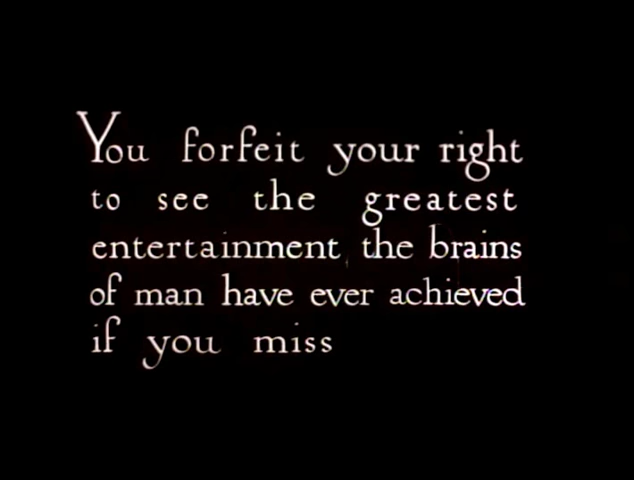 You forfeit your right
to see the greatest
entertainment the brains
of man have ever achieved
if you miss